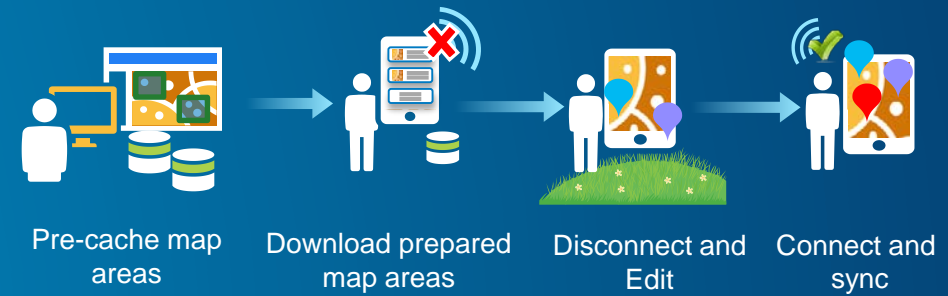 Pre-cache map
areas
Download prepared
map areas
Disconnect and
Edit
Connect and
sync